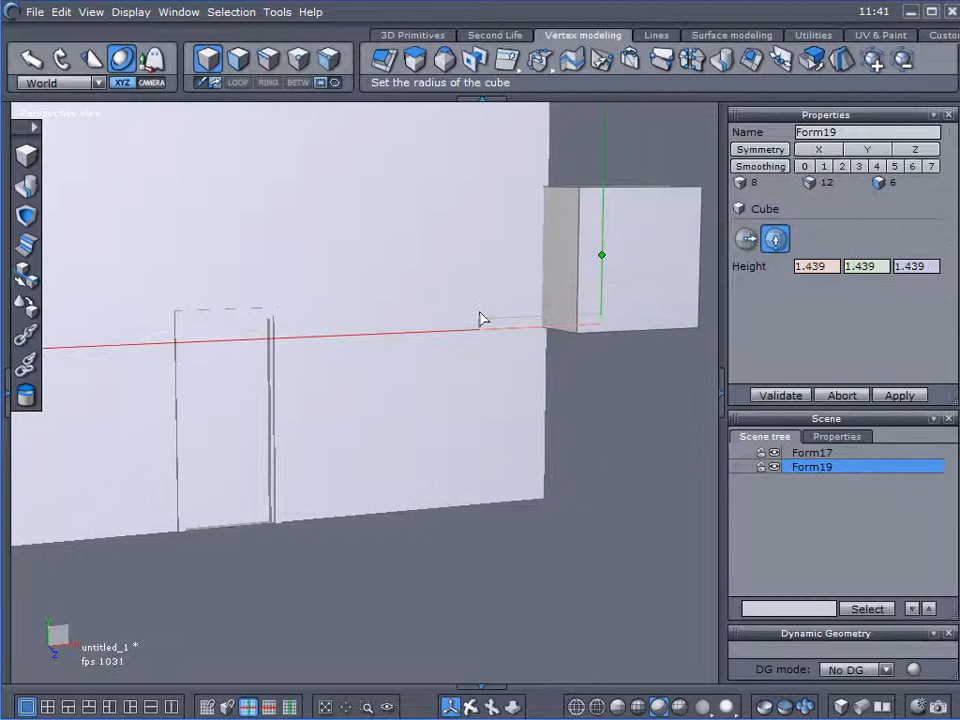 File Edit View Display Window Selection Tools Help 11:41
3D Primitives Second Life Vertex modeling Lines Surface modeling Utilities UV & Paint Custo
World XYZ CAMERA LOOP RING BETW Set the radius of the cube
Perspective view
Properties
Name Form19
Symmetry X Y Z
Smoothing 0 1 2 3 4 5 6 7
8 12 6
Cube
Height 1.439 1.439 1.439
Validate Abort Apply
Scene
Scene tree Properties
Form17
Form19
Select
Dynamic Geometry
DG mode: No DG
Y
X
Z
untitled_1 *
fps 1031